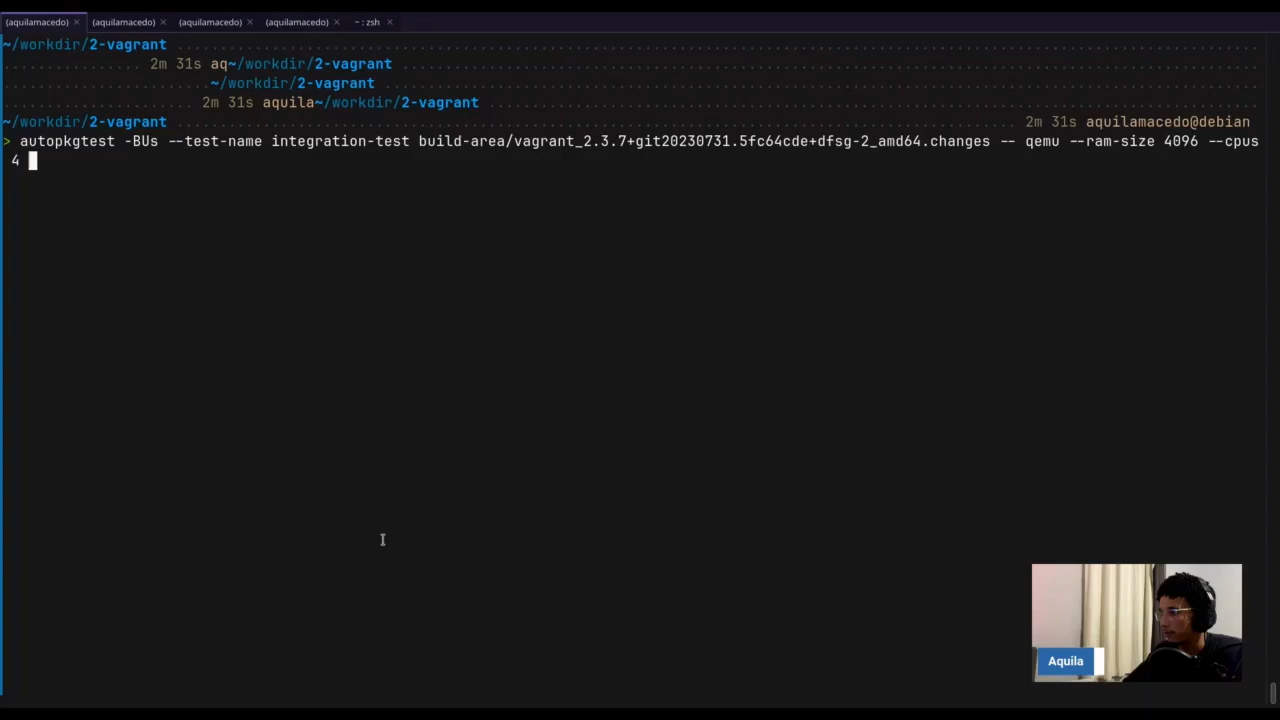 (aquilamacedo) × (aquilamacedo) × (aquilamacedo) × (aquilamacedo) × ~ : zsh ×
~/workdir/2-vagrant
2m 31s aq~/workdir/2-vagrant
~/workdir/2-vagrant
2m 31s aquila~/workdir/2-vagrant
~/workdir/2-vagrant 2m 31s aquilamacedo@debian
> autopkgtest -BUs --test-name integration-test build-area/vagrant_2.3.7+git20230731.5fc64cde+dfsg-2_amd64.changes -- qemu --ram-size 4096 --cpus
4
Aquila